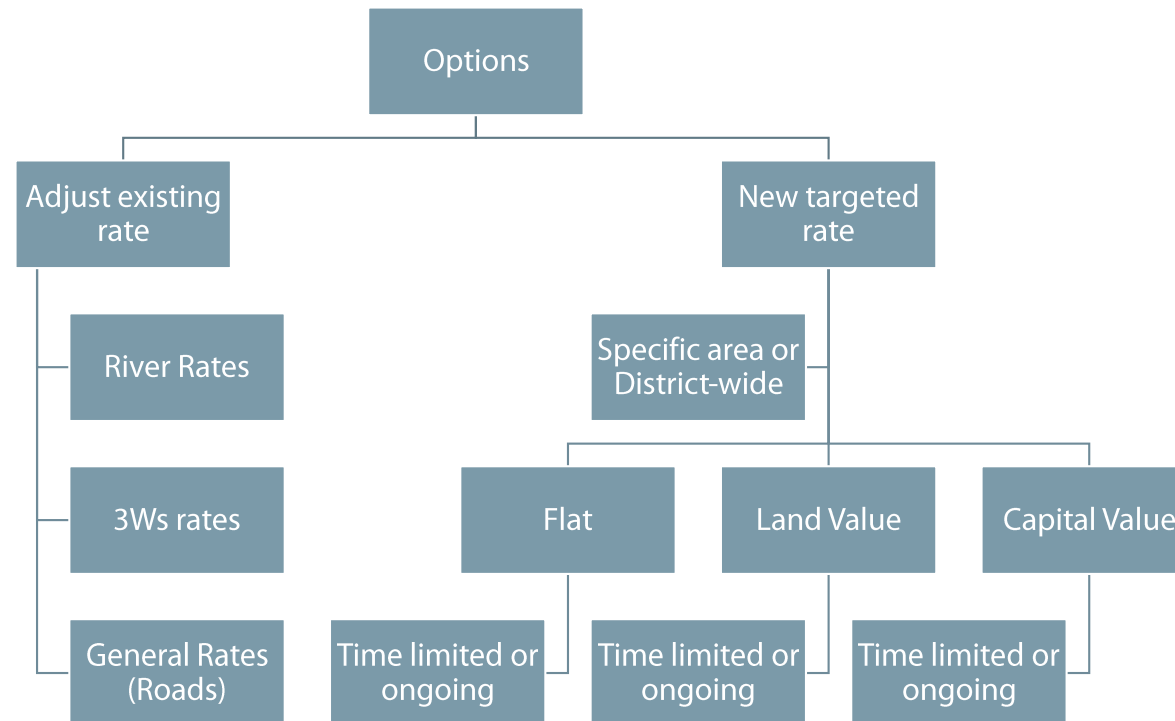 Options
Adjust existing
rate
New targeted
rate
River Rates
Specific area or
District-wide
3Ws rates
Flat
Land Value
Capital Value
General Rates
(Roads)
Time limited or
ongoing
Time limited or
ongoing
Time limited or
ongoing